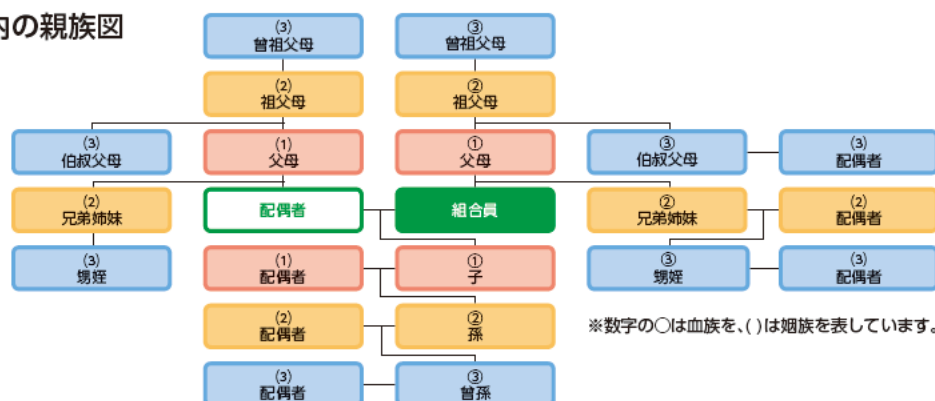 内の親族図
(3)
曾祖父母
③
曾祖父母
(2)
祖父母
②
祖父母
(3)
伯叔父母
(1)
父母
①
父母
③
伯叔父母
(3)
配偶者
(2)
兄弟姉妹
配偶者
組合員
②
兄弟姉妹
(2)
配偶者
(3)
甥姪
(1)
配偶者
①
子
③
甥姪
(3)
配偶者
(2)
配偶者
②
孫
※数字の○は血族を、( )は姻族を表しています。
(3)
配偶者
③
曾孫